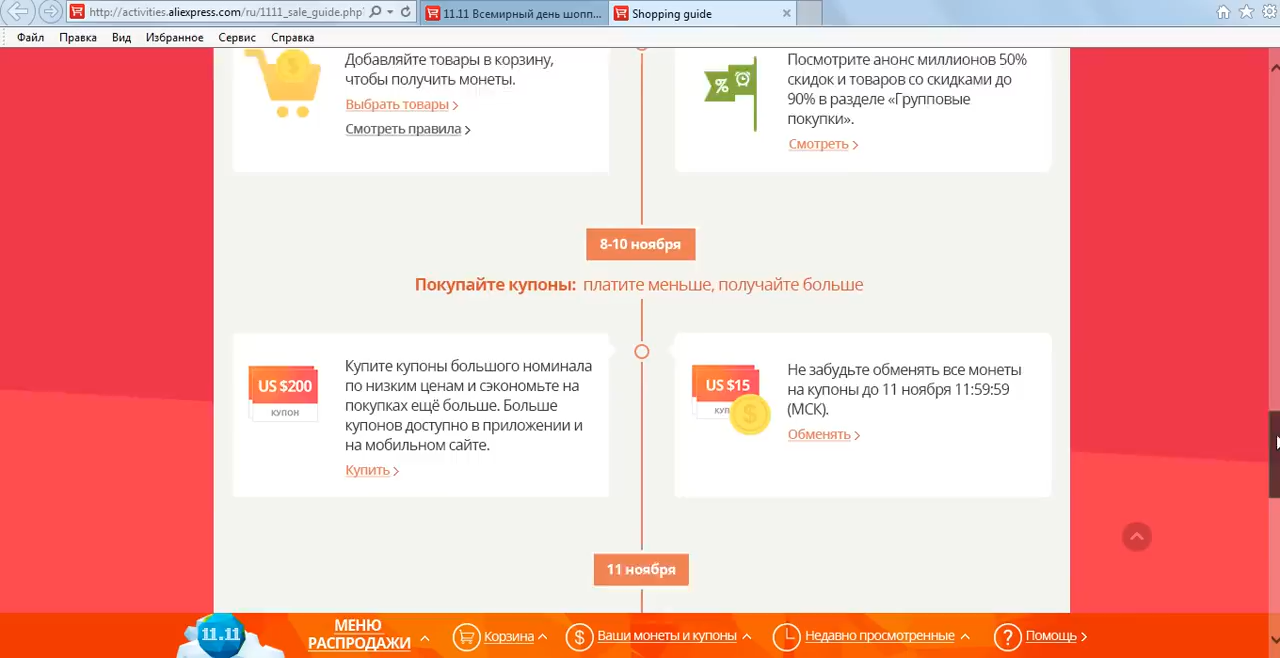 http://activities.aliexpress.com/ru/1111_sale_guide.php
11.11 Всемирный день шопп...
Shopping guide
Файл Правка Вид Избранное Сервис Справка
Добавляйте товары в корзину,
чтобы получить монеты.
Выбрать товары >
Смотреть правила >
%
Посмотрите анонс миллионов 50%
скидок и товаров со скидками до
90% в разделе «Групповые
покупки».
Смотреть >
8-10 ноября
Покупайте купоны: платите меньше, получайте больше
US $200
КУПОН
Купите купоны большого номинала
по низким ценам и сэкономьте на
покупках ещё больше. Больше
купонов доступно в приложении и
на мобильном сайте.
Купить >
US $15
КУП
$
Не забудьте обменять все монеты
на купоны до 11 ноября 11:59:59
(МСК).
Обменять >
11 ноября
11.11
МЕНЮ
РАСПРОДАЖИ
Корзина
$ Ваши монеты и купоны
Недавно просмотренные
? Помощь >